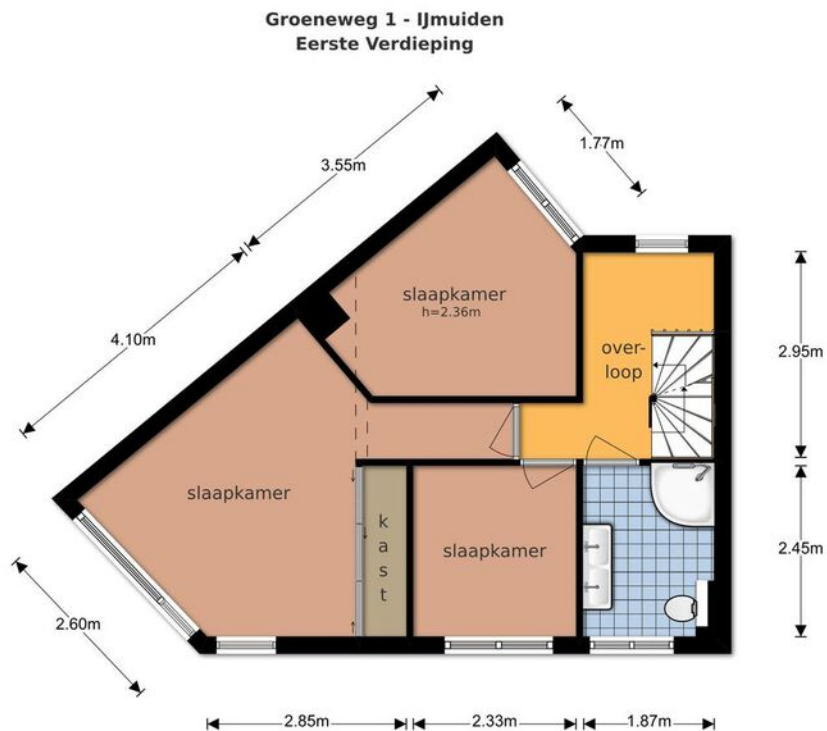 Groeneweg 1 - IJmuiden
Eerste Verdieping
1.77m
3.55m
4.10m
slaapkamer
h=2.36m
over-
loop
2.95m
slaapkamer
k
a
s
t
slaapkamer
2.45m
2.60m
2.85m
2.33m
1.87m